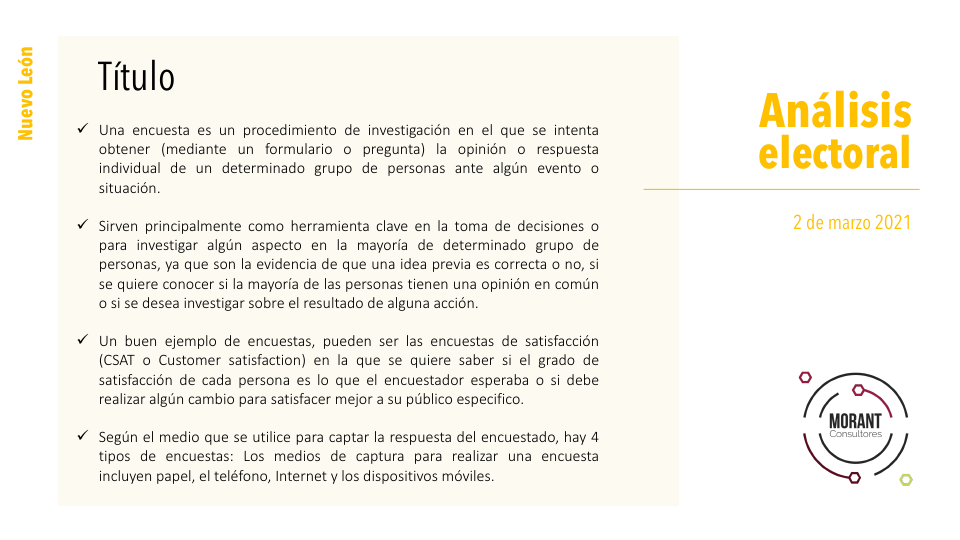 Nuevo León
Título
✓ Una encuesta es un procedimiento de investigación en el que se intenta
obtener (mediante un formulario o pregunta) la opinión o respuesta
individual de un determinado grupo de personas ante algún evento o
situación.
✓ Sirven principalmente como herramienta clave en la toma de decisiones o
para investigar algún aspecto en la mayoría de determinado grupo de
personas, ya que son la evidencia de que una idea previa es correcta o no, si
se quiere conocer si la mayoría de las personas tienen una opinión en común
o si se desea investigar sobre el resultado de alguna acción.
✓ Un buen ejemplo de encuestas, pueden ser las encuestas de satisfacción
(CSAT o Customer satisfaction) en la que se quiere saber si el grado de
satisfacción de cada persona es lo que el encuestador esperaba o si debe
realizar algún cambio para satisfacer mejor a su público especifico.
✓ Según el medio que se utilice para captar la respuesta del encuestado, hay 4
tipos de encuestas: Los medios de captura para realizar una encuesta
incluyen papel, el teléfono, Internet y los dispositivos móviles.
Análisis
electoral
2 de marzo 2021
MORANT
Consultores